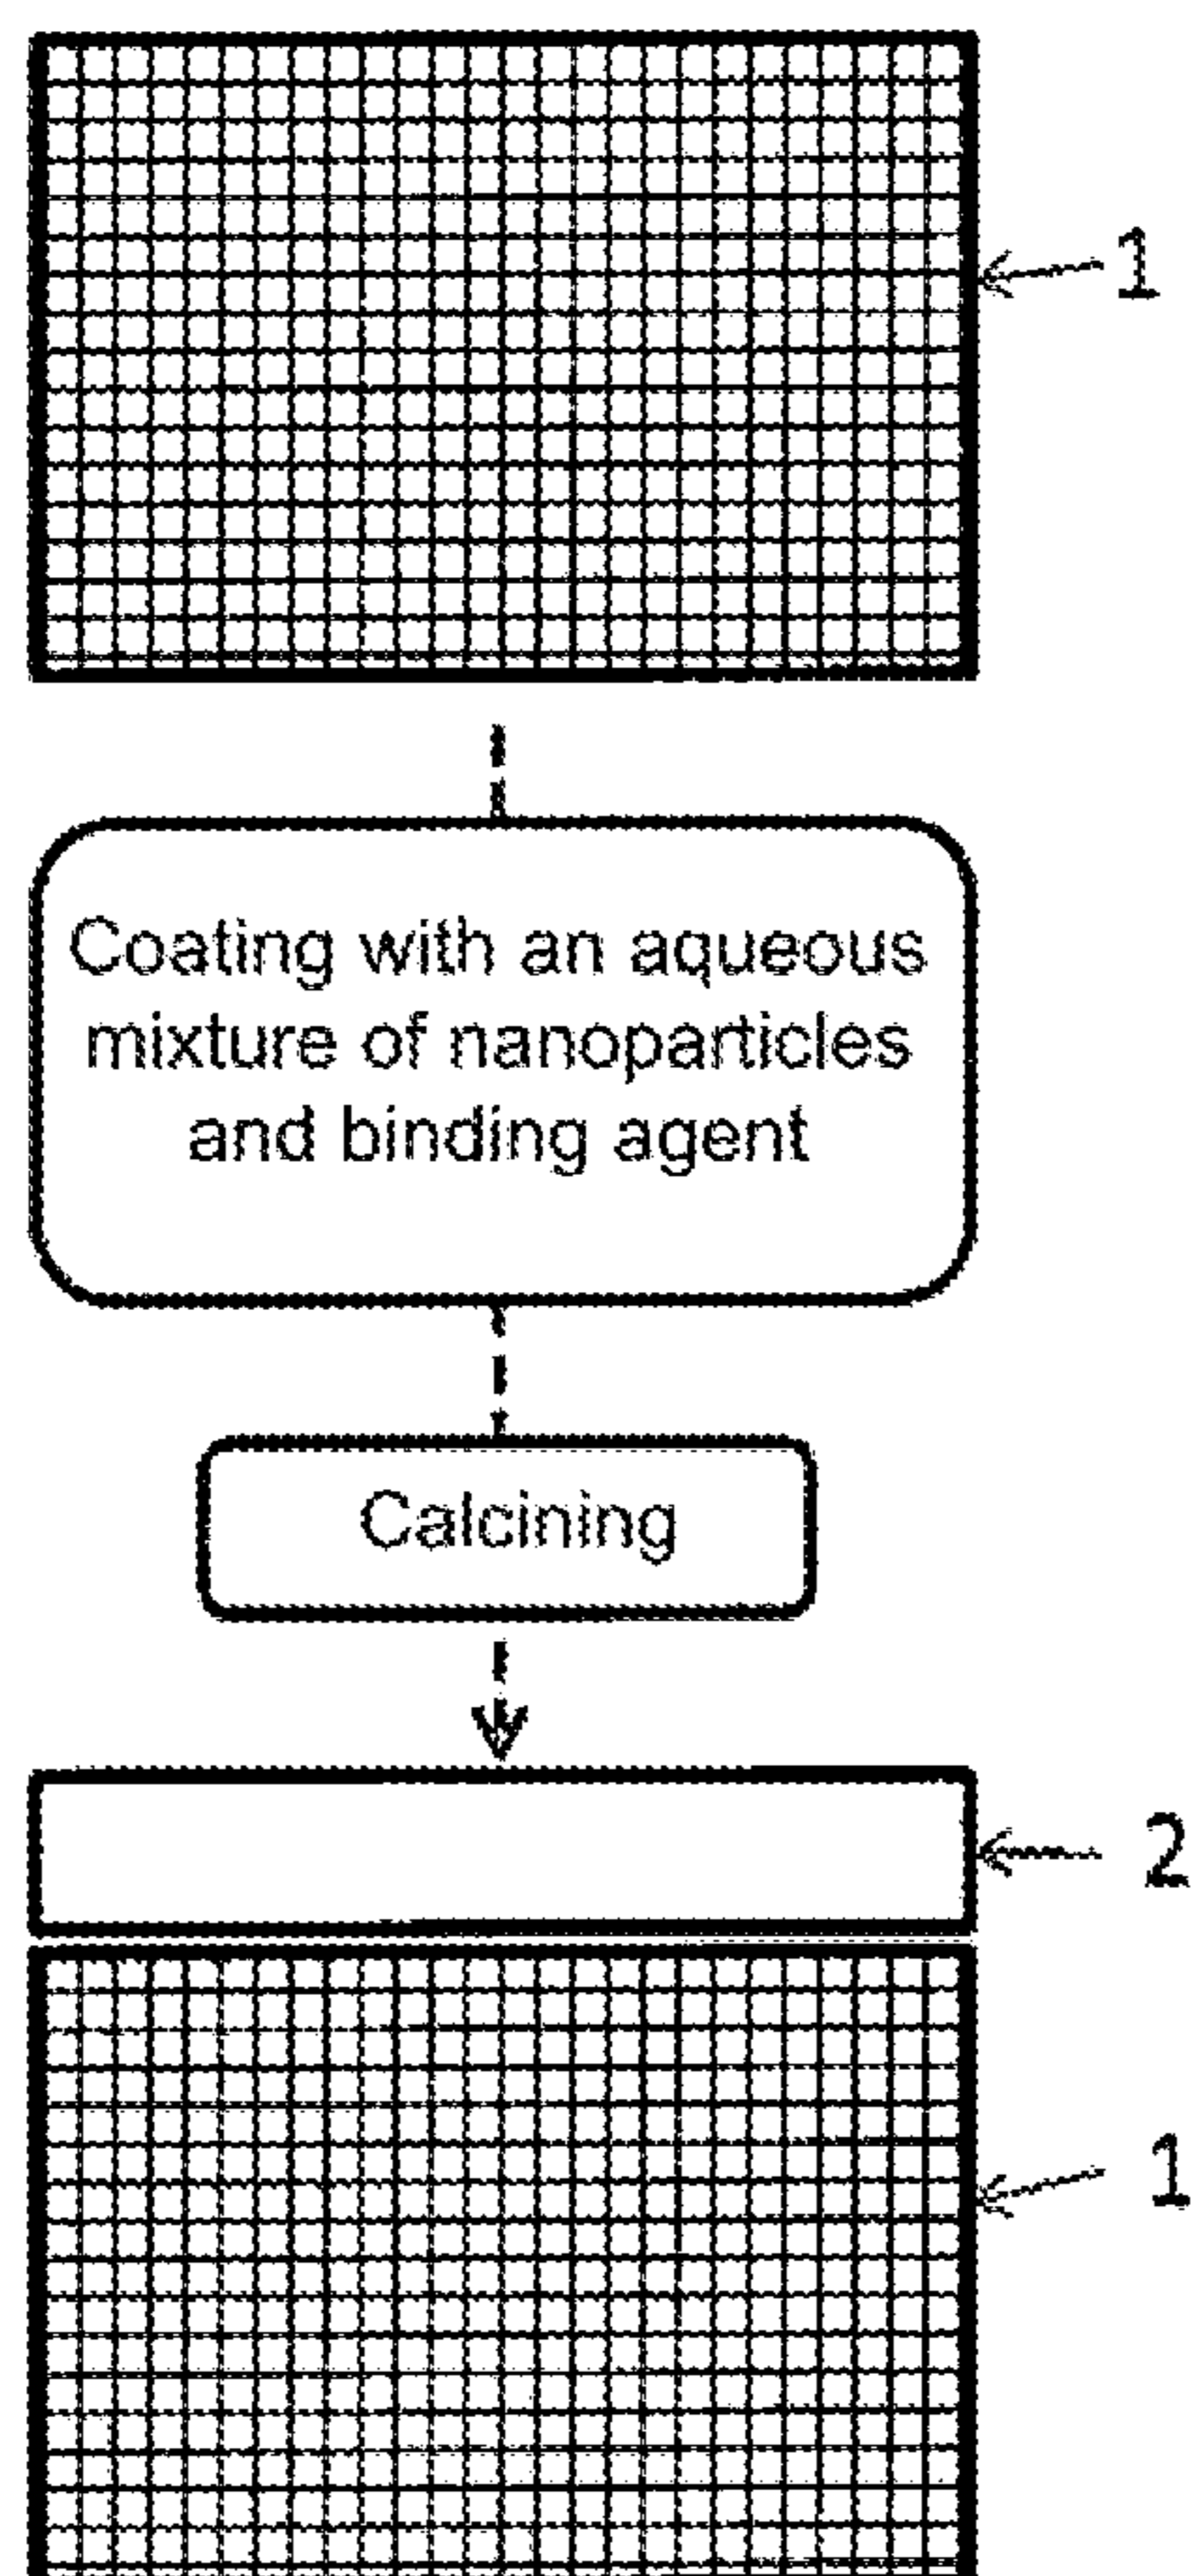 1
Coating with an aqueous
mixture of nanoparticles
and binding agent
Calcining
2
1